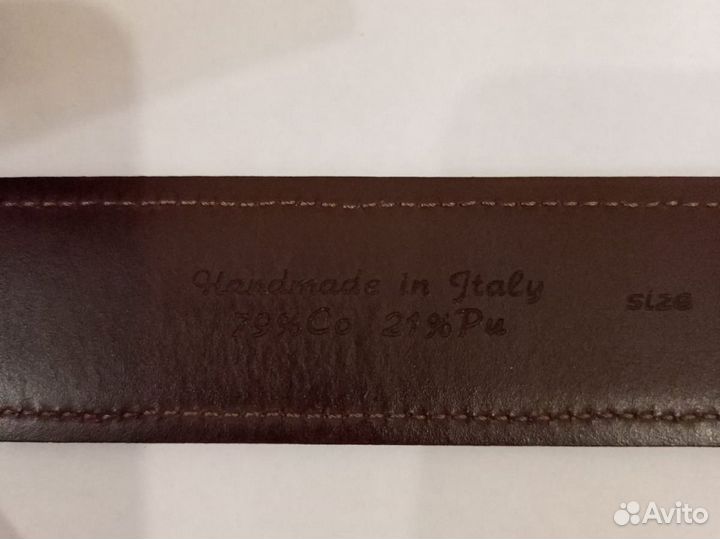 Handmade in Italy
79%Co 21%Pu
size
Avito